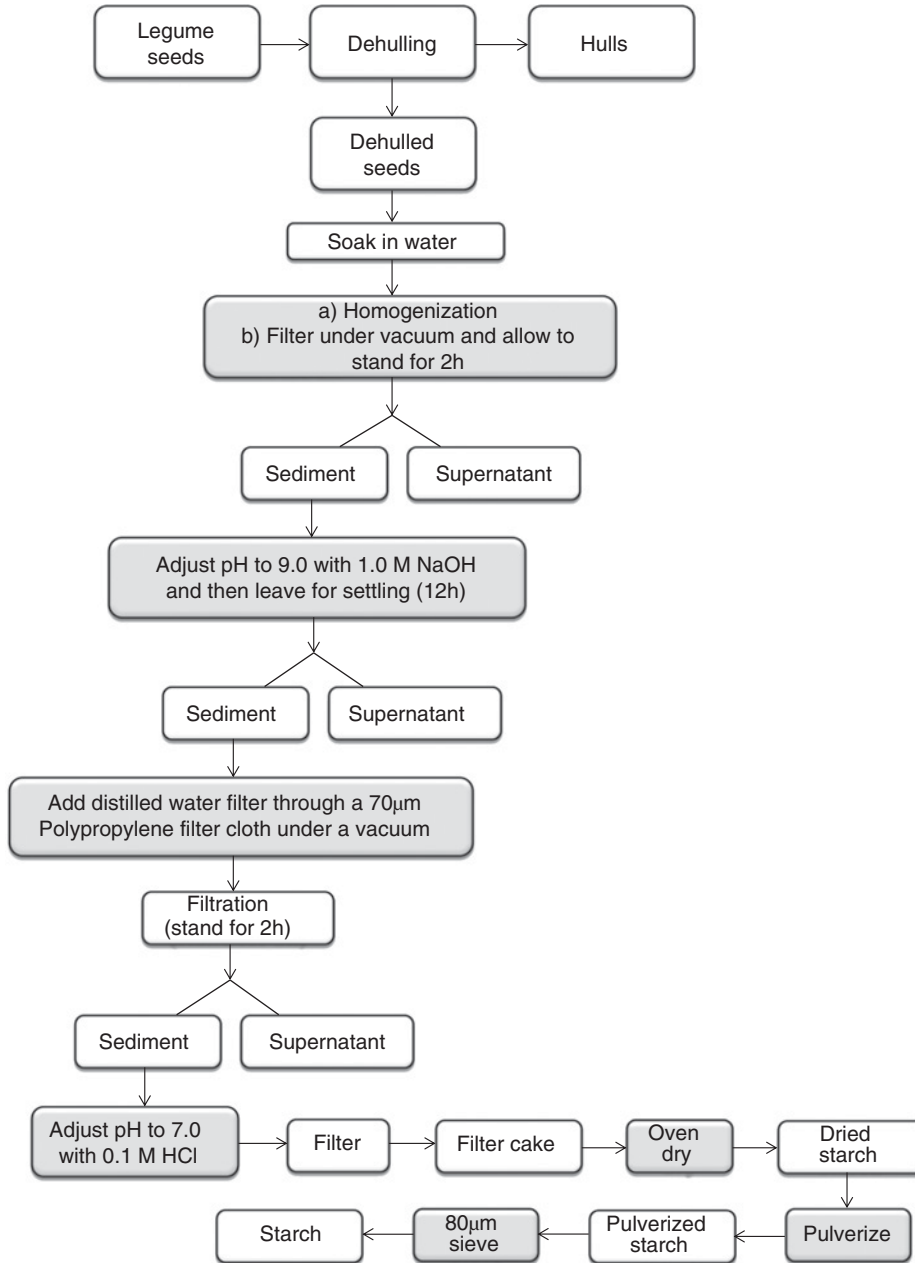 Legume
seeds
Dehulling
Hulls
Dehulled
seeds
Soak in water
a) Homogenization
b) Filter under vacuum and allow to
stand for 2h
Sediment
Supernatant
Adjust pH to 9.0 with 1.0 M NaOH
and then leave for settling (12h)
Sediment
Supernatant
Add distilled water filter through a 70μm
Polypropylene filter cloth under a vacuum
Filtration
(stand for 2h)
Sediment
Supernatant
Adjust pH to 7.0
with 0.1 M HCl
Filter
Filter cake
Oven
dry
Dried
starch
Pulverize
Pulverized
starch
80μm
sieve
Starch